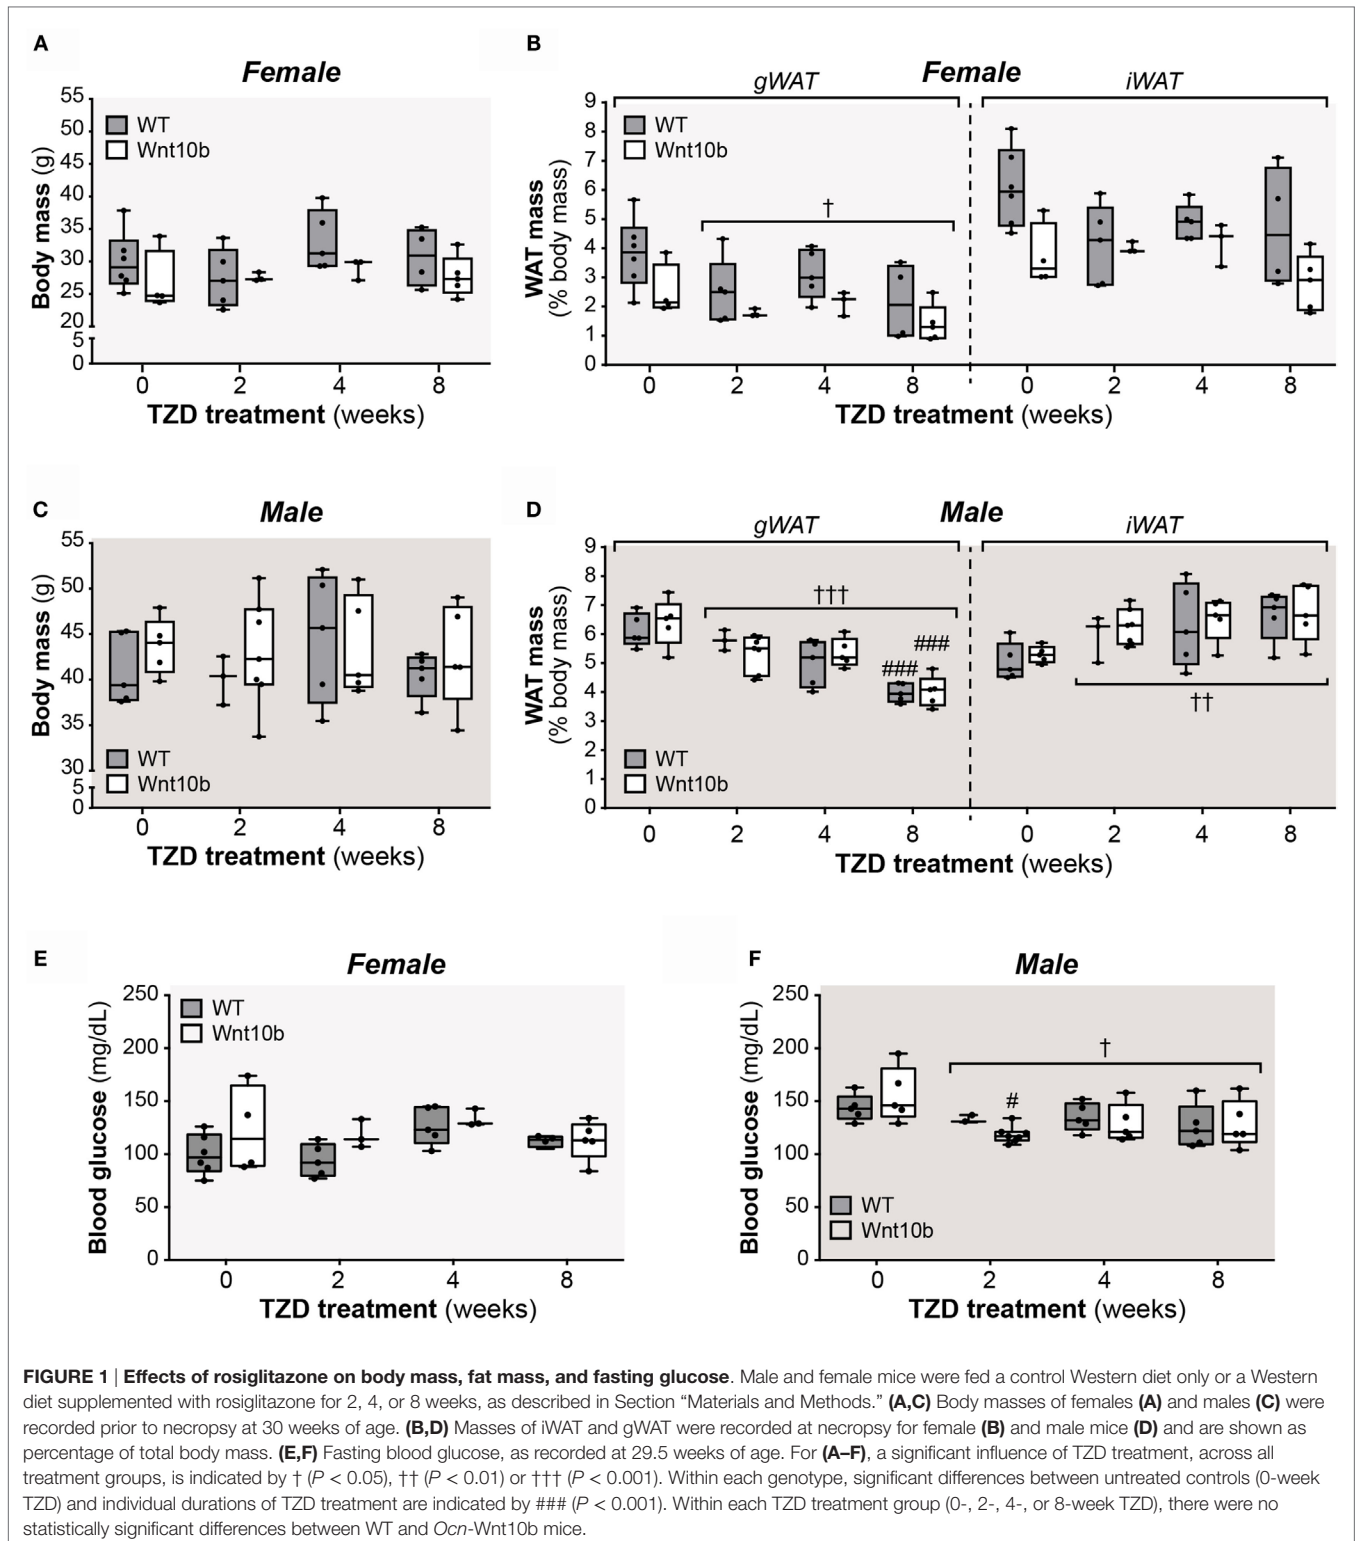 A
Female
55
50
45
40
35
30
25
20
5
0
Body mass (g)
WT
Wnt10b
0 2 4 8
TZD treatment (weeks)
B
Female
gWAT
iWAT
9
8
7
6
5
4
3
2
1
0
WAT mass
(% body mass)
WT
Wnt10b
†
0 2 4 8 0 2 4 8
TZD treatment (weeks)
C
Male
55
50
45
40
35
30
5
0
Body mass (g)
WT
Wnt10b
0 2 4 8
TZD treatment (weeks)
D
Male
gWAT
iWAT
9
8
7
6
5
4
3
2
1
0
WAT mass
(% body mass)
†††
###
###
††
WT
Wnt10b
0 2 4 8 0 2 4 8
TZD treatment (weeks)
E
Female
250
200
150
100
50
0
Blood glucose (mg/dL)
WT
Wnt10b
0 2 4 8
TZD treatment (weeks)
F
Male
250
200
150
100
50
0
Blood glucose (mg/dL)
†
#
WT
Wnt10b
0 2 4 8
TZD treatment (weeks)
FIGURE 1 | Effects of rosiglitazone on body mass, fat mass, and fasting glucose. Male and female mice were fed a control Western diet only or a Western
diet supplemented with rosiglitazone for 2, 4, or 8 weeks, as described in Section “Materials and Methods.” (A,C) Body masses of females (A) and males (C) were
recorded prior to necropsy at 30 weeks of age. (B,D) Masses of iWAT and gWAT were recorded at necropsy for female (B) and male mice (D) and are shown as
percentage of total body mass. (E,F) Fasting blood glucose, as recorded at 29.5 weeks of age. For (A–F), a significant influence of TZD treatment, across all
treatment groups, is indicated by † (P < 0.05), †† (P < 0.01) or ††† (P < 0.001). Within each genotype, significant differences between untreated controls (0-week
TZD) and individual durations of TZD treatment are indicated by ### (P < 0.001). Within each TZD treatment group (0-, 2-, 4-, or 8-week TZD), there were no
statistically significant differences between WT and Ocn-Wnt10b mice.